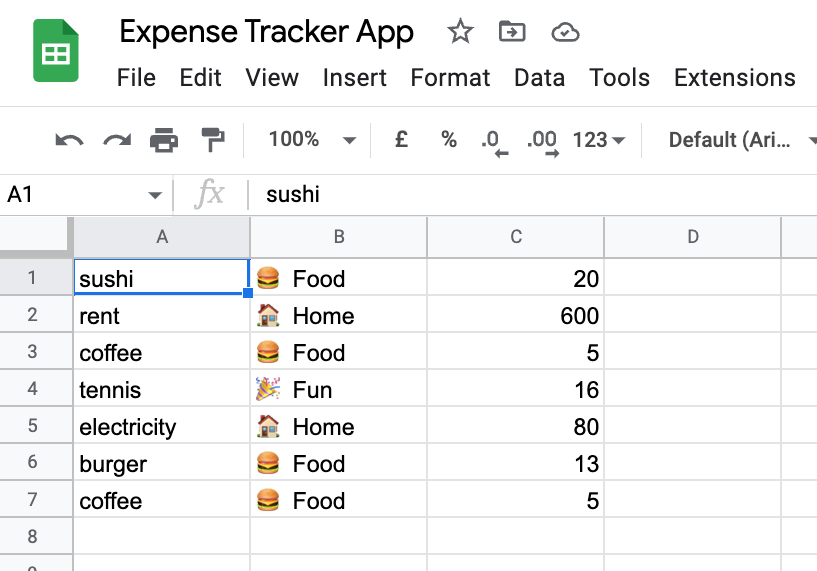 Expense Tracker App
File Edit View Insert Format Data Tools Extensions
100% £ % .0 .00 123 Default (Ari...
A1 fx sushi
A B C D
1 sushi 🍔 Food 20
2 rent 🏠 Home 600
3 coffee 🍔 Food 5
4 tennis 🎉 Fun 16
5 electricity 🏠 Home 80
6 burger 🍔 Food 13
7 coffee 🍔 Food 5
8